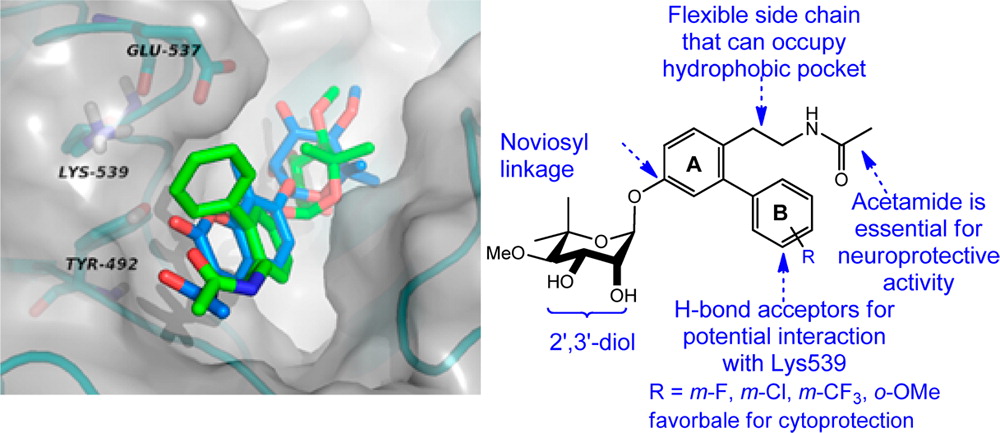 GLU-537
LYS-539
TYR-492
Flexible side chain
that can occupy
hydrophobic pocket
Noviosyl
linkage
A
B
R
H
N
O
O
O
MeO
HO
OH
2',3'-diol
Acetamide is
essential for
neuroprotective
activity
H-bond acceptors for
potential interaction
with Lys539
R = m-F, m-Cl, m-CF3, o-OMe
favorbale for cytoprotection